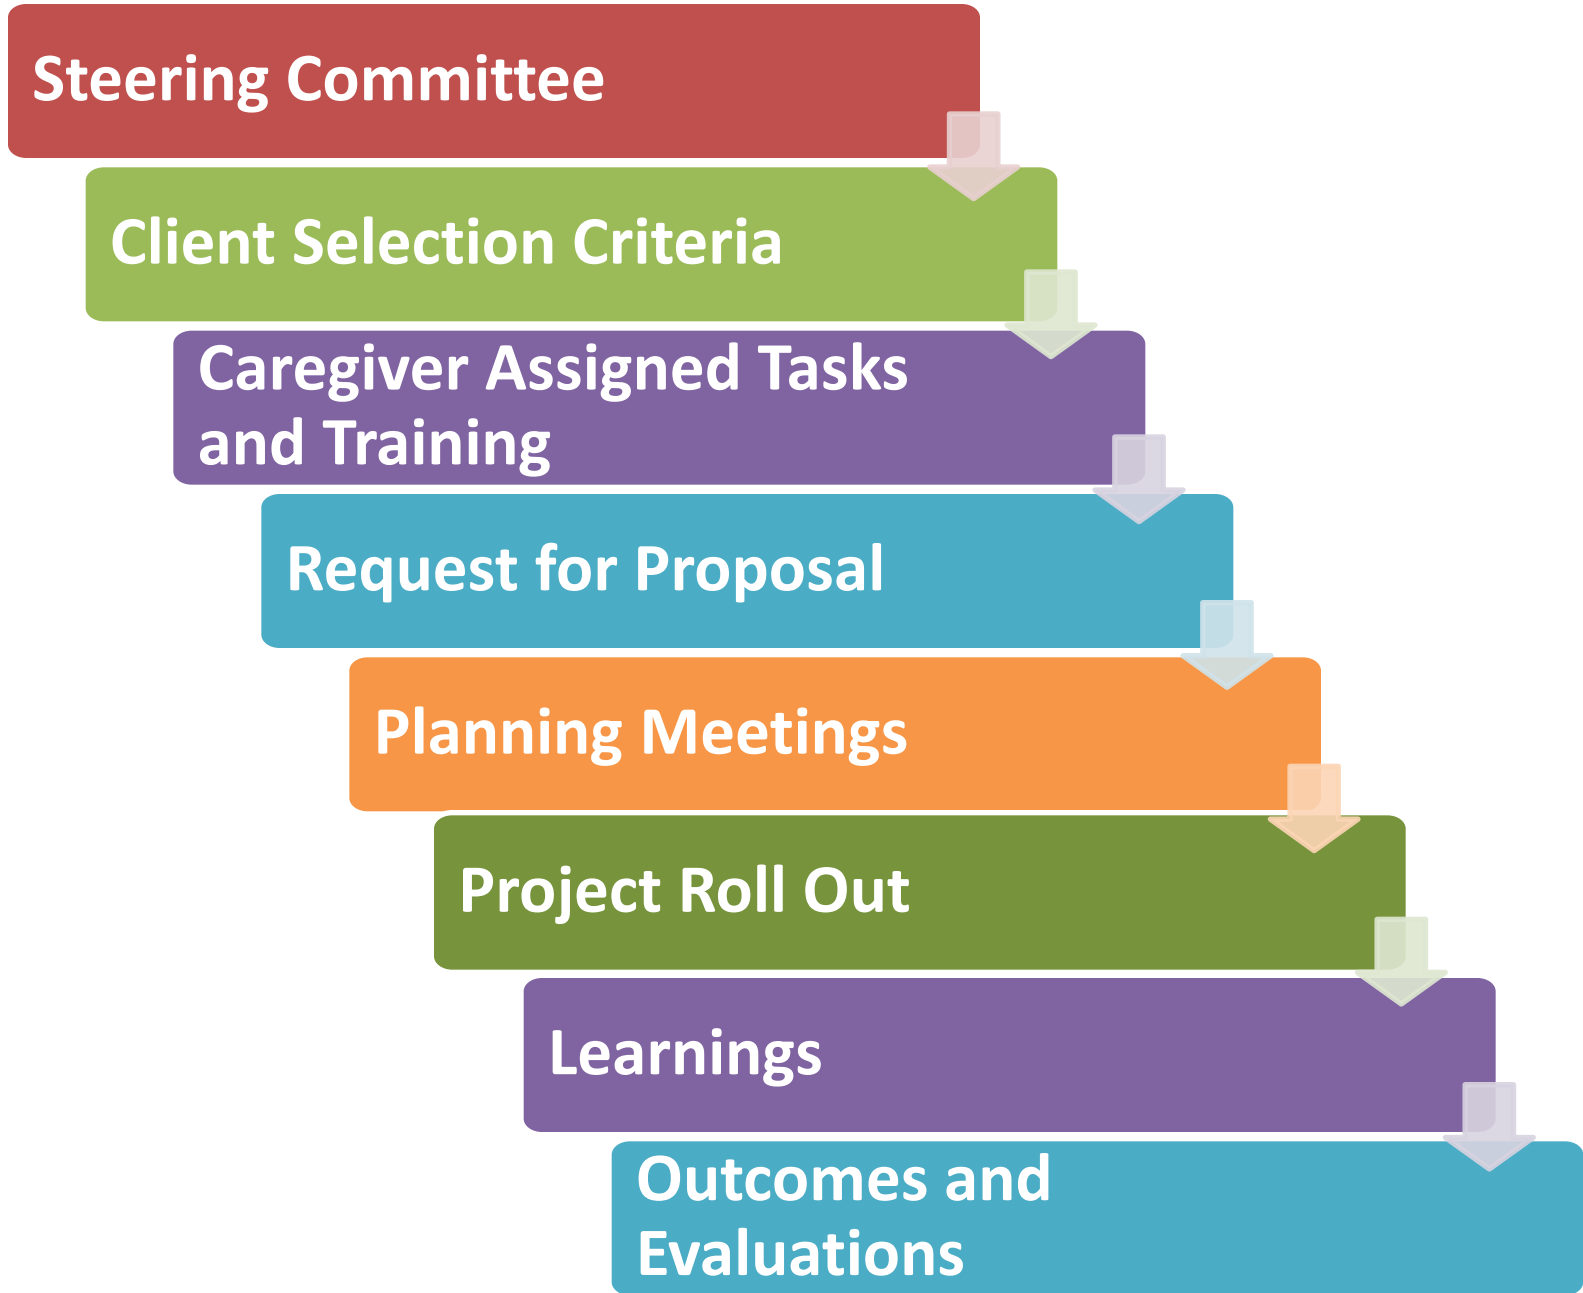 Steering Committee
Client Selection Criteria
Caregiver Assigned Tasks
and Training
Request for Proposal
Planning Meetings
Project Roll Out
Learnings
Outcomes and
Evaluations